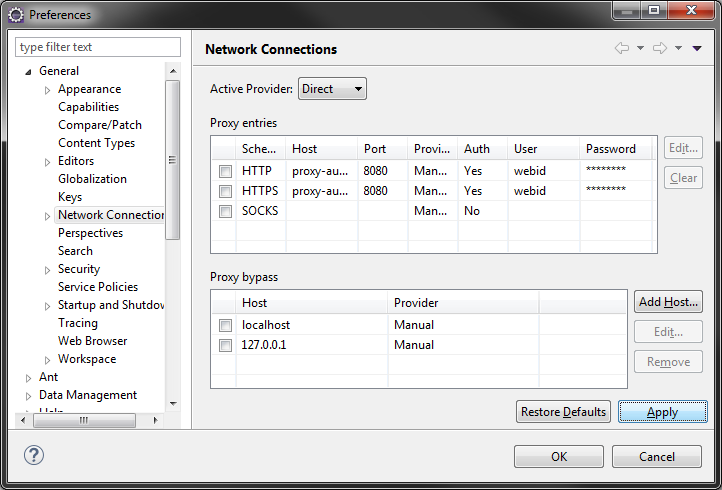 Preferences
type filter text
General
Appearance
Capabilities
Compare/Patch
Content Types
Editors
Globalization
Keys
Network Connection
Perspectives
Search
Security
Service Policies
Startup and Shutdow
Tracing
Web Browser
Workspace
Ant
Data Management
Help
Network Connections
Active Provider: Direct
Proxy entries
Sche... Host Port Provi... Auth User Password
HTTP proxy-au... 8080 Man... Yes webid ********
HTTPS proxy-au... 8080 Man... Yes webid ********
SOCKS Man... No
Edit...
Clear
Proxy bypass
Host Provider
localhost Manual
127.0.0.1 Manual
Add Host...
Edit...
Remove
Restore Defaults Apply
? OK Cancel